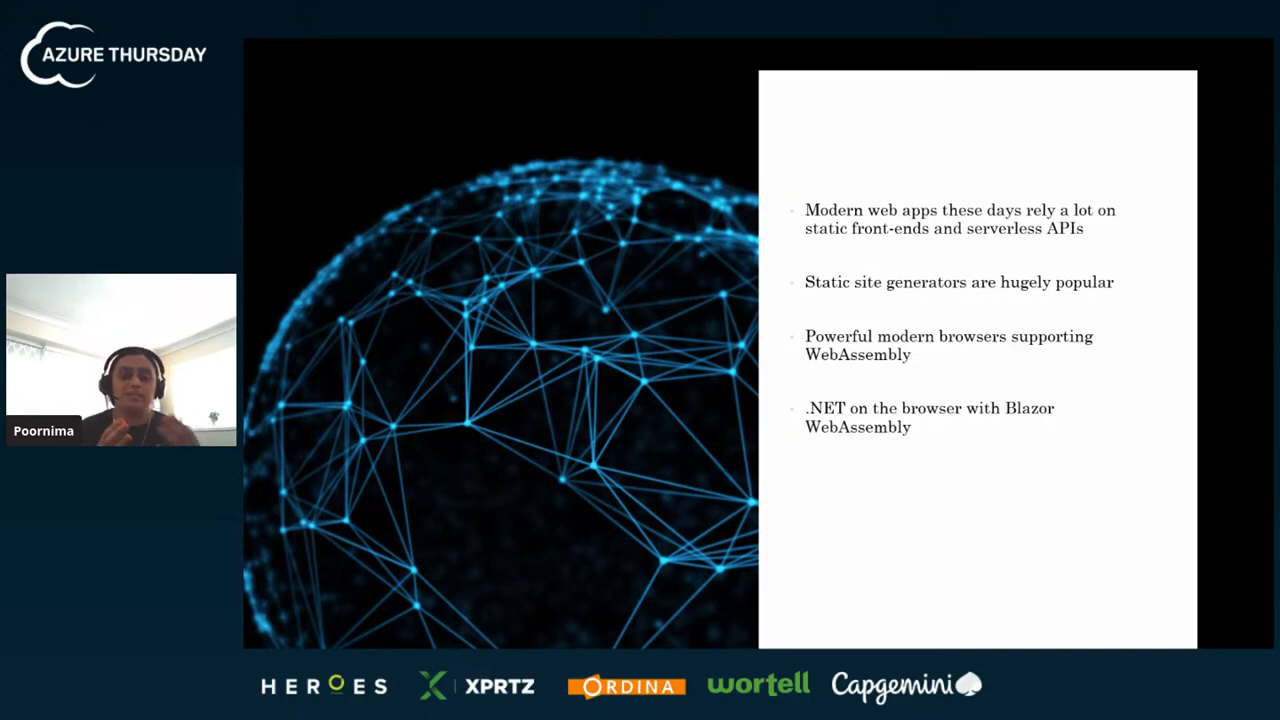 AZURE THURSDAY
Modern web apps these days rely a lot on
static front-ends and serverless APIs
Static site generators are hugely popular
Powerful modern browsers supporting
WebAssembly
.NET on the browser with Blazor
WebAssembly
Poornima
HEROES
XPRTZ
ORDINA
wortell
Capgemini